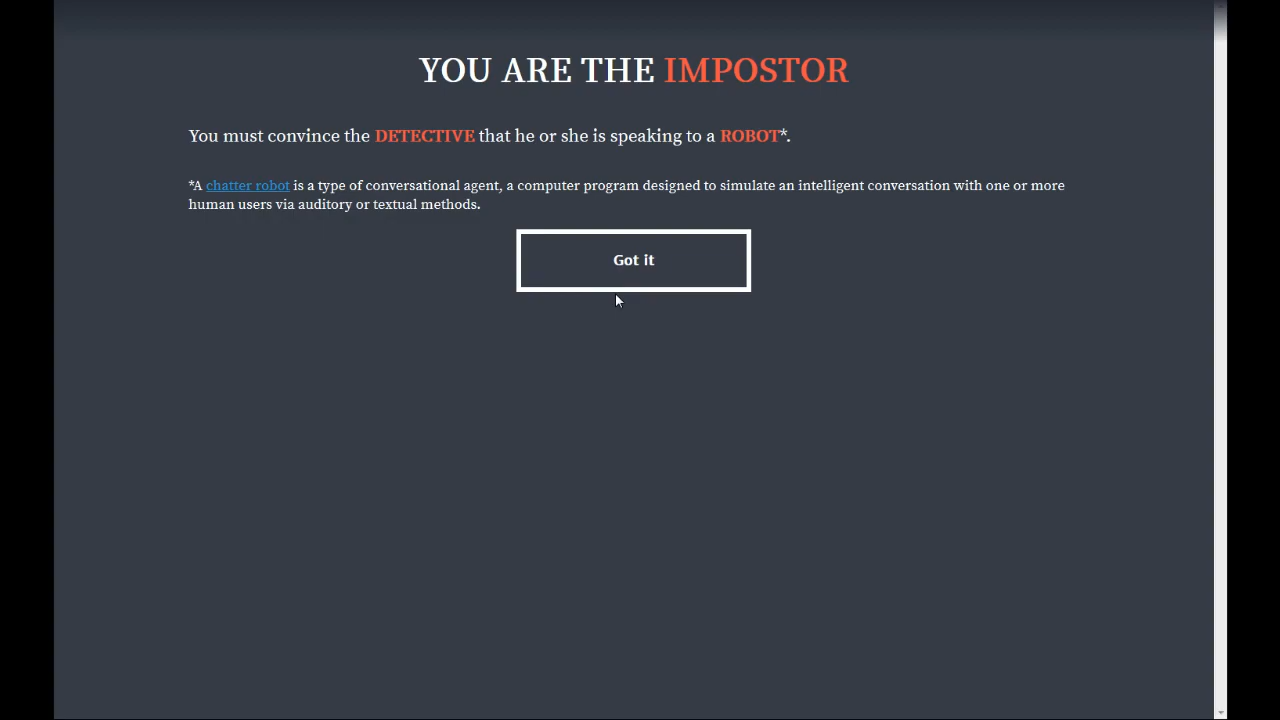 YOU ARE THE IMPOSTOR
You must convince the DETECTIVE that he or she is speaking to a ROBOT*.
*A chatter robot is a type of conversational agent, a computer program designed to simulate an intelligent conversation with one or more
human users via auditory or textual methods.
Got it